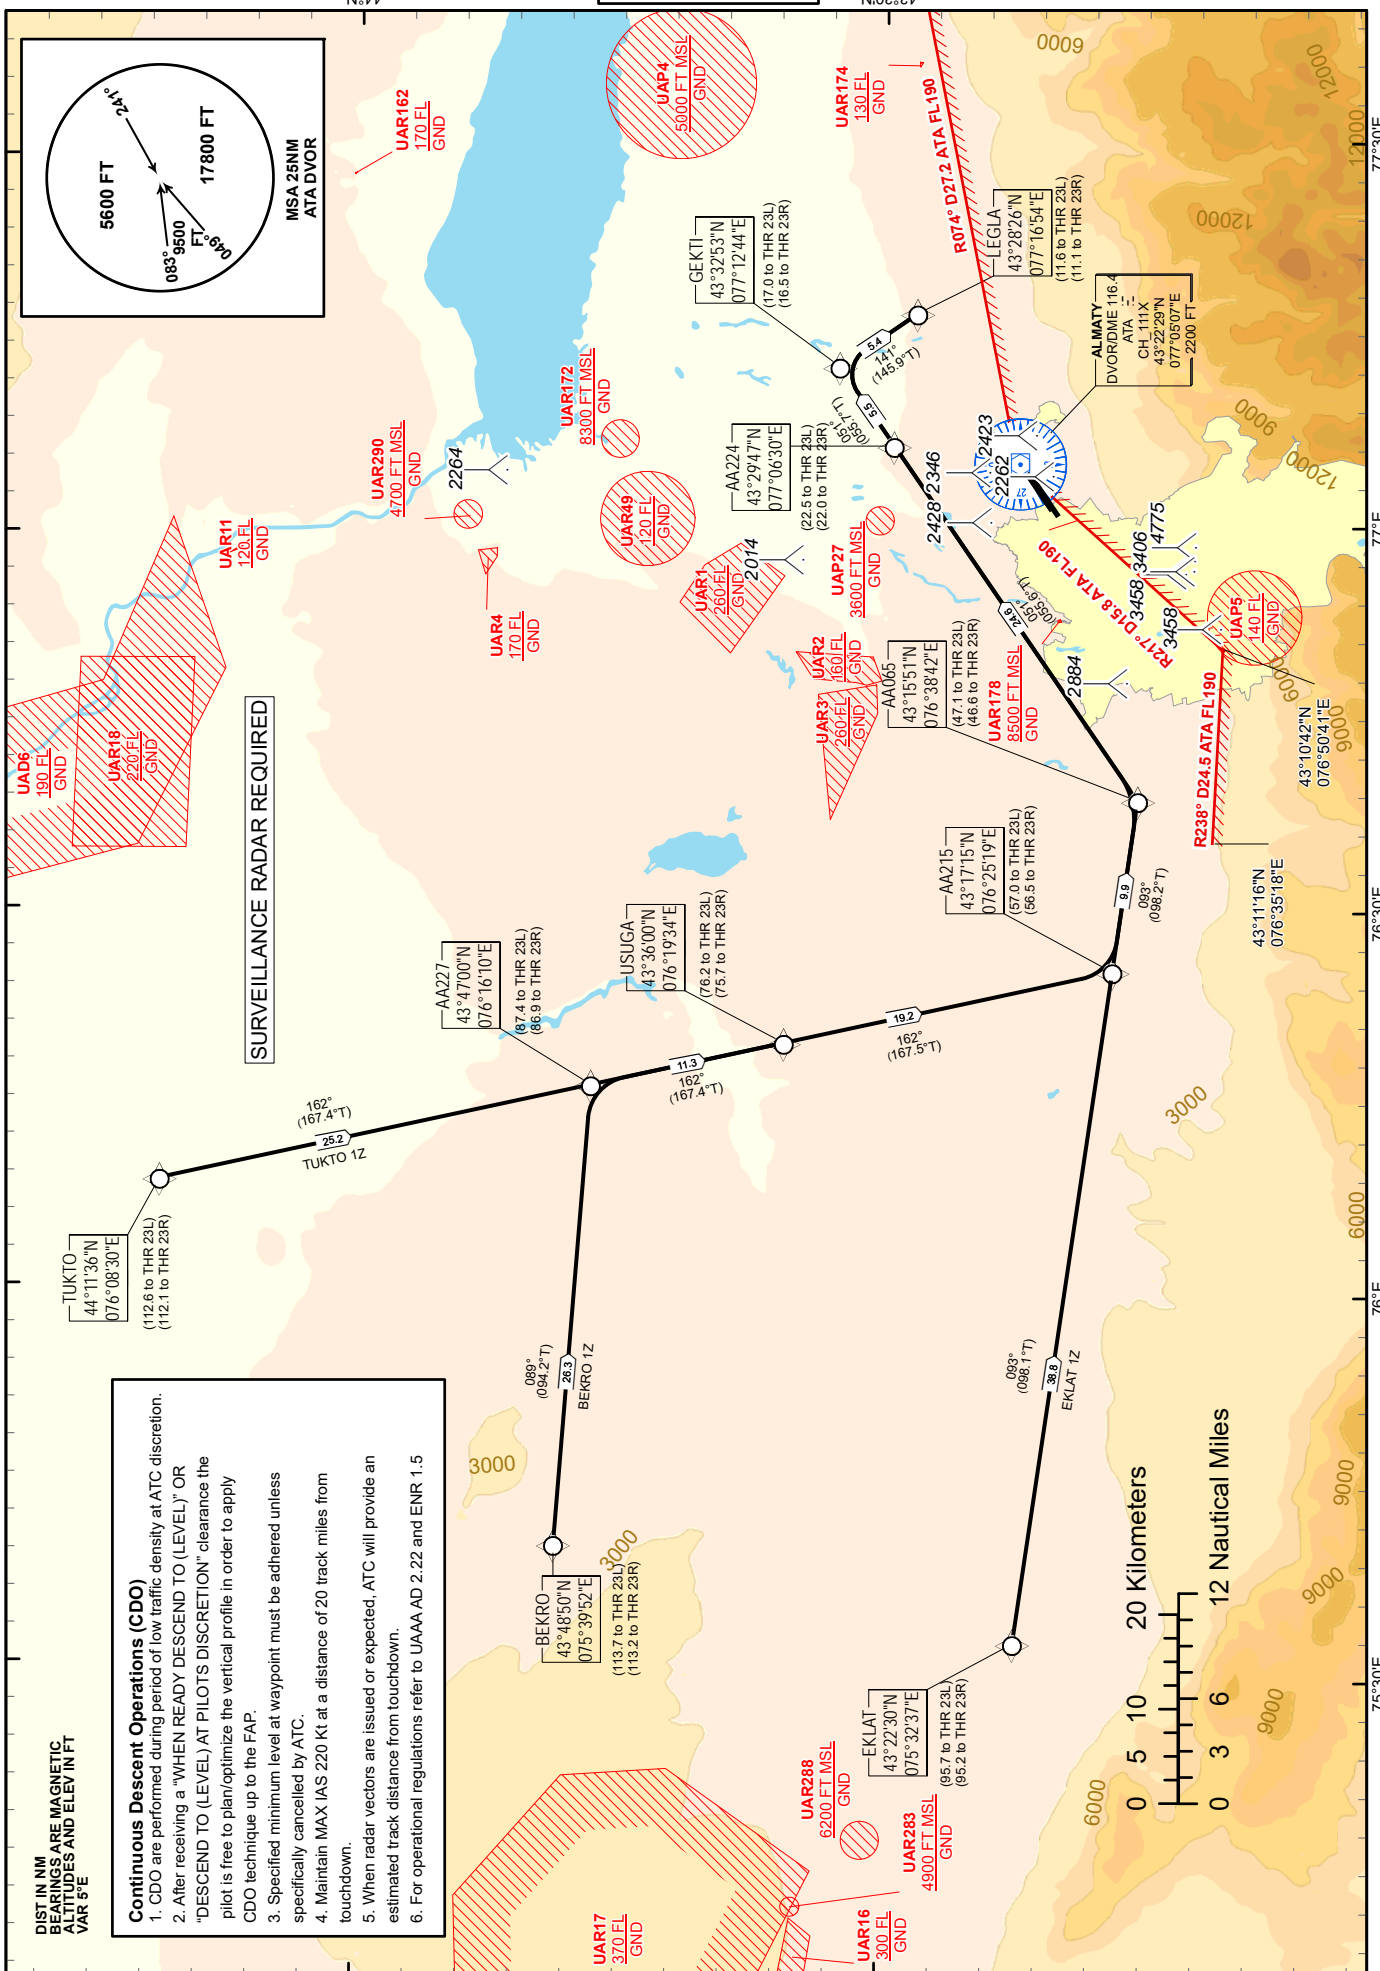 DIST IN NM
BEARINGS ARE MAGNETIC
ALTITUDES AND ELEV IN FT
VAR 5°E
Continuous Descent Operations (CDO)
1. CDO are performed during period of low traffic density at ATC discretion.
2. After receiving a "WHEN READY DESCEND TO (LEVEL)" OR
"DESCEND TO (LEVEL) AT PILOTS DISCRETION" clearance the
pilot is free to plan/optimize the vertical profile in order to apply
CDO technique up to the FAP.
3. Specified minimum level at waypoint must be adhered unless
specifically cancelled by ATC.
4. Maintain MAX IAS 220 Kt at a distance of 20 track miles from
touchdown.
5. When radar vectors are issued or expected, ATC will provide an
estimated track distance from touchdown.
6. For operational regulations refer to UAAA AD 2.22 and ENR 1.5
SURVEILLANCE RADAR REQUIRED
5600 FT
241°
083°
9500
FT
049°
17800 FT
MSA 25NM
ATA DVOR
TUKTO
44°11'36"N
076°08'30"E
(112.6 to THR 23L)
(112.1 to THR 23R)
162°
(167.4°T)
25.2
TUKTO 1Z
AA227
43°47'00"N
076°16'10"E
(87.4 to THR 23L)
(86.9 to THR 23R)
11.3
162°
(167.4°T)
USUGA
43°36'00"N
076°19'34"E
(76.2 to THR 23L)
(75.7 to THR 23R)
19.2
162°
(167.5°T)
BEKRO
43°48'50"N
075°39'52"E
(113.7 to THR 23L)
(113.2 to THR 23R)
089°
(094.2°T)
26.3
BEKRO 1Z
EKLAT
43°22'30"N
075°32'37"E
(95.7 to THR 23L)
(95.2 to THR 23R)
093°
(098.1°T)
38.8
EKLAT 1Z
AA215
43°17'15"N
076°25'19"E
(57.0 to THR 23L)
(56.5 to THR 23R)
9.9
093°
(098.2°T)
AA065
43°15'51"N
076°38'42"E
(47.1 to THR 23L)
(46.6 to THR 23R)
24.6
051°
(055.6°T)
AA224
43°29'47"N
077°06'30"E
(22.5 to THR 23L)
(22.0 to THR 23R)
051°
(055.7°T)
5.5
GEKTI
43°32'53"N
077°12'44"E
(17.0 to THR 23L)
(16.5 to THR 23R)
5.4
141°
(145.9°T)
LEGLA
43°28'26"N
077°16'54"E
(11.6 to THR 23L)
(11.1 to THR 23R)
ALMATY
DVOR/DME 116.4
ATA
CH 111X
43°22'29"N
077°05'07"E
2200 FT
R074° D27.2 ATA FL190
R217° D15.8 ATA FL190
R238° D24.5 ATA FL190
43°10'42"N
076°50'41"E
43°11'16"N
076°35'18"E
UAD6
190 FL
GND
UAR18
220 FL
GND
UAR11
120 FL
GND
UAR162
170 FL
GND
UAR290
4700 FT MSL
GND
UAR4
170 FL
GND
UAR172
8300 FT MSL
GND
UAR49
120 FL
GND
UAP4
5000 FT MSL
GND
UAR1
260 FL
GND
UAR2
160 FL
GND
UAR3
260 FL
GND
UAP27
3600 FT MSL
GND
UAR174
130 FL
GND
UAR178
8500 FT MSL
GND
UAP5
140 FL
GND
UAR17
370 FL
GND
UAR288
6200 FT MSL
GND
UAR283
4900 FT MSL
GND
UAR16
300 FL
GND
2264
2014
2428
2346
2423
2262
27
2884
3458
3458
3406
4775
3000
3000
3000
6000
6000
6000
6000
9000
9000
9000
9000
9000
12000
12000
12000
12000
0 5 10 20 Kilometers
0 3 6 12 Nautical Miles
44°N
75°30'E
76°E
76°30'E
77°E
77°30'E